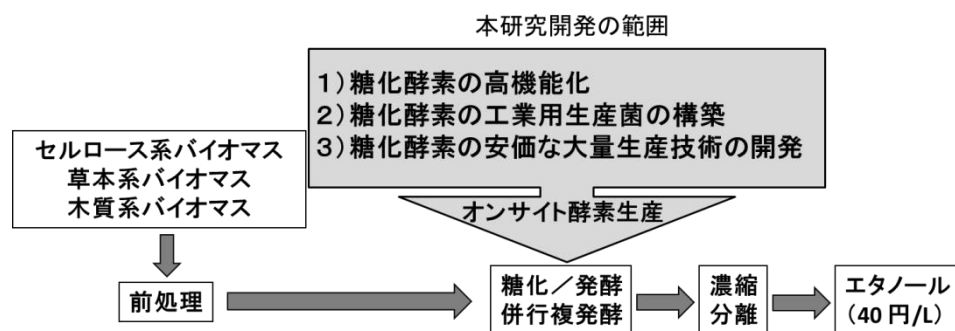 本研究開発の範囲
1)糖化酵素の高機能化
2)糖化酵素の工業用生産菌の構築
3)糖化酵素の安価な大量生産技術の開発
セルロース系バイオマス
草本系バイオマス
木質系バイオマス
オンサイト酵素生産
前処理
糖化/発酵
併行複発酵
濃縮
分離
エタノール
(40 円/L)